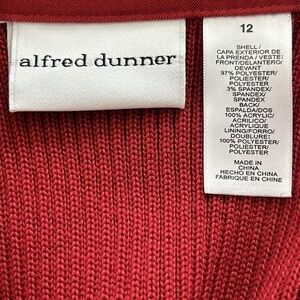 alfred dunner
12
SHELL/
CAPA EXTERIOR DE
LA PRENDA / VESTE:
FRONT/DELANTERO/
DEVANT
97% POLYESTER/
POLIESTER/
POLYESTER
3% SPANDEX/
SPANDEX/
SPANDEX
BACK/
ESPALDA/DOS
100% ACRYLIC/
ACRILICO/
ACRYLIQUE
LINING/FORRO/
DOUBLURE:
100% POLYESTER/
POLIESTER/
POLYESTER
MADE IN
CHINA
HECHO EN CHINA
FABRIQUE EN CHINE